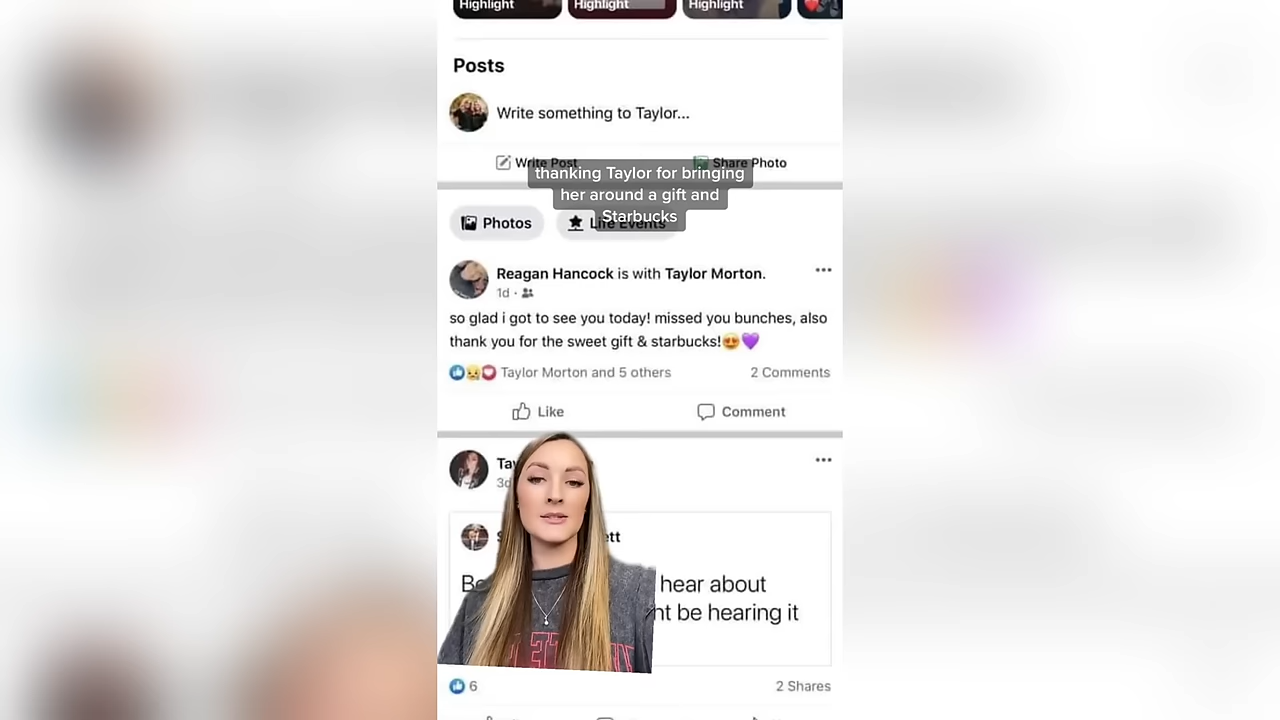 Highlight
Highlight
Highlight
Posts
Write something to Taylor...
Write Post
Share Photo
thanking Taylor for bringing
her around a gift and
Starbucks
Photos
Life Events
Reagan Hancock is with Taylor Morton.
1d
so glad i got to see you today! missed you bunches, also
thank you for the sweet gift & starbucks!😍💜
Taylor Morton and 5 others
2 Comments
Like
Comment
hear about
be hearing it
6
2 Shares